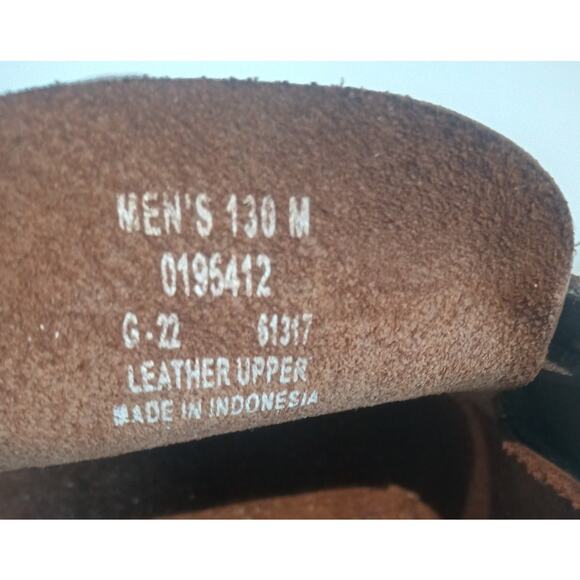 MEN'S 130 M
0195412
G-22 61317
LEATHER UPPER
MADE IN INDONESIA